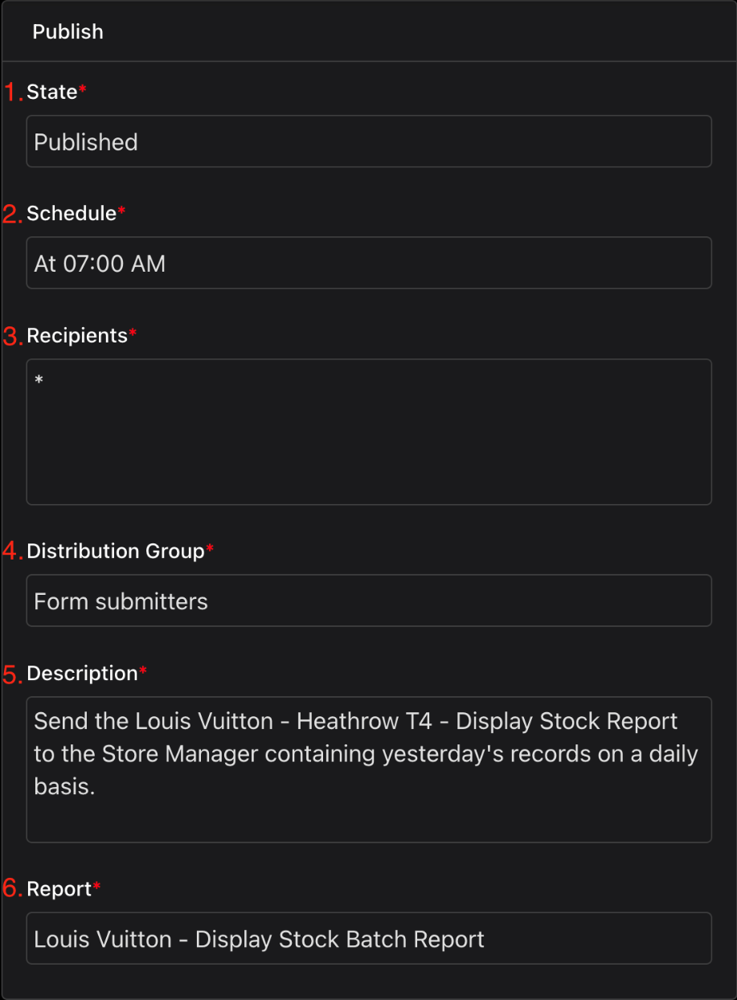 Publish
1. State*
Published
2. Schedule*
At 07:00 AM
3. Recipients*
*
4. Distribution Group*
Form submitters
5. Description*
Send the Louis Vuitton - Heathrow T4 - Display Stock Report
to the Store Manager containing yesterday's records on a daily
basis.
6. Report*
Louis Vuitton - Display Stock Batch Report